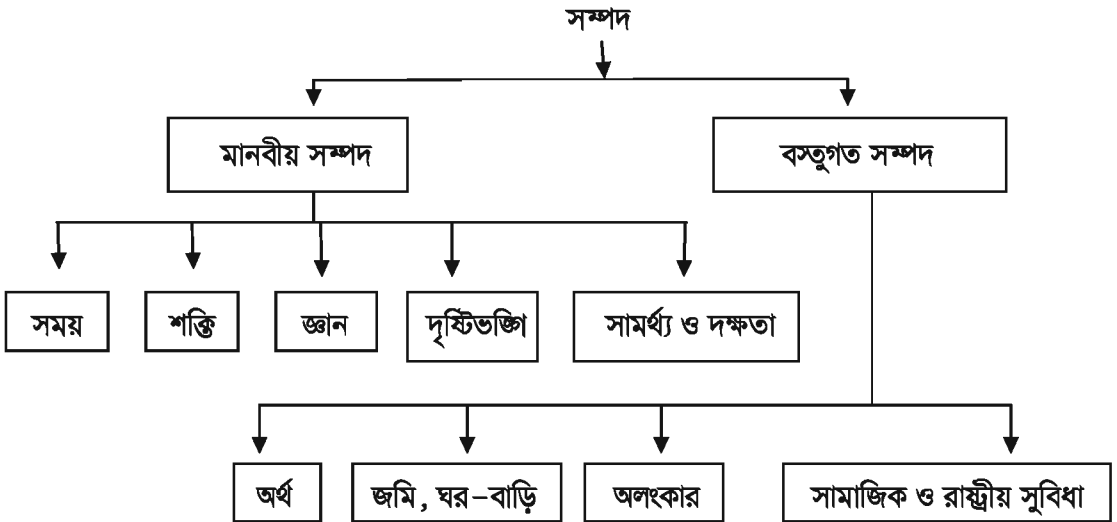 সম্পদ
মানবীয় সম্পদ
বস্তুগত সম্পদ
সময়
শক্তি
জ্ঞান
দৃষ্টিভঙ্গি
সামর্থ্য ও দক্ষতা
অর্থ
জমি, ঘর-বাড়ি
অলংকার
সামাজিক ও রাষ্ট্রীয় সুবিধা